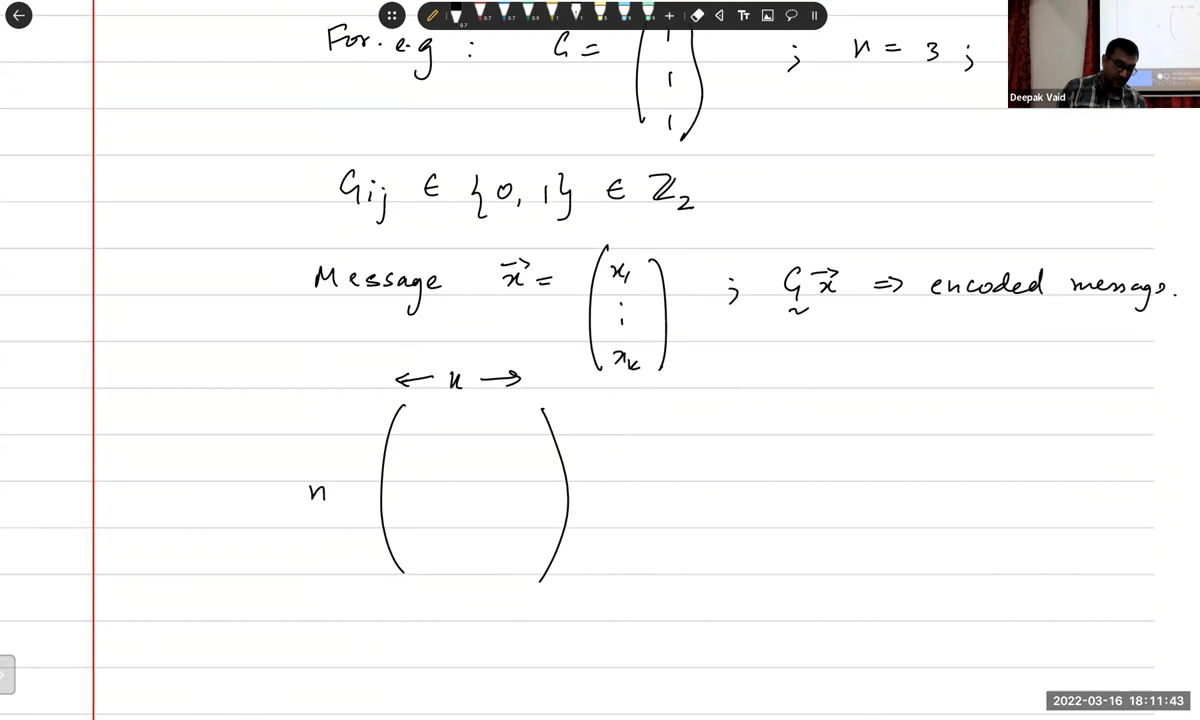 For. e.g : G = ( 1 1 1 ) ; n = 3 ;
Deepak Vaid
Gij ∈ {0, 1} ∈ ℤ₂
Message x⃗ = ( x₁ ⋮ xₖ ) ; G x⃗ ⇒ encoded message.
← k →
n ( )
2022-03-16 18:11:43